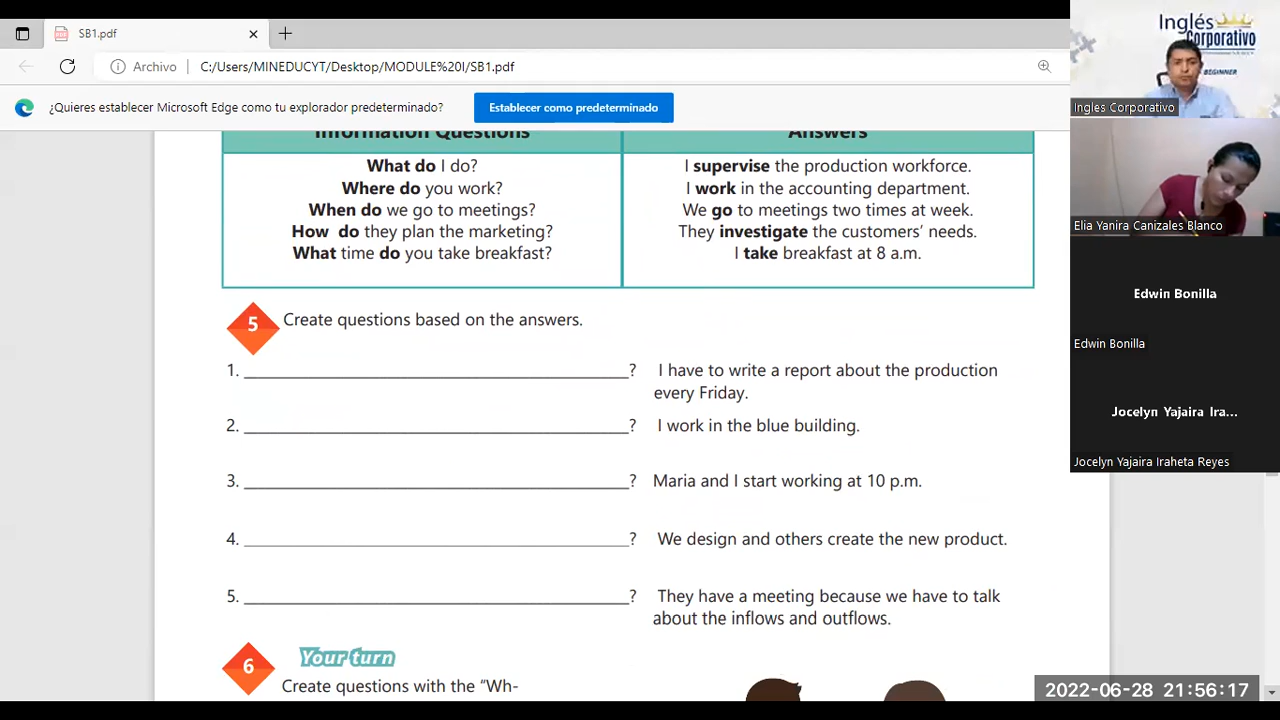 SB1.pdf
Archivo
C:/Users/MINEDUCYT/Desktop/MODULE%20I/SB1.pdf
¿Quieres establecer Microsoft Edge como tu explorador predeterminado?
Establecer como predeterminado
Information Questions
Answers
What do I do?
Where do you work?
When do we go to meetings?
How do they plan the marketing?
What time do you take breakfast?
I supervise the production workforce.
I work in the accounting department.
We go to meetings two times at week.
They investigate the customers’ needs.
I take breakfast at 8 a.m.
5 Create questions based on the answers.
1. ______________________________? I have to write a report about the production
every Friday.
2. ______________________________? I work in the blue building.
3. ______________________________? Maria and I start working at 10 p.m.
4. ______________________________? We design and others create the new product.
5. ______________________________? They have a meeting because we have to talk
about the inflows and outflows.
6 Your turn
Create questions with the “Wh-
Inglés
Corporativo
BEGINNER
Ingles Corporativo
Elia Yanira Canizales Blanco
Edwin Bonilla
Edwin Bonilla
Jocelyn Yajaira Ira...
Jocelyn Yajaira Iraheta Reyes
2022-06-28 21:56:17